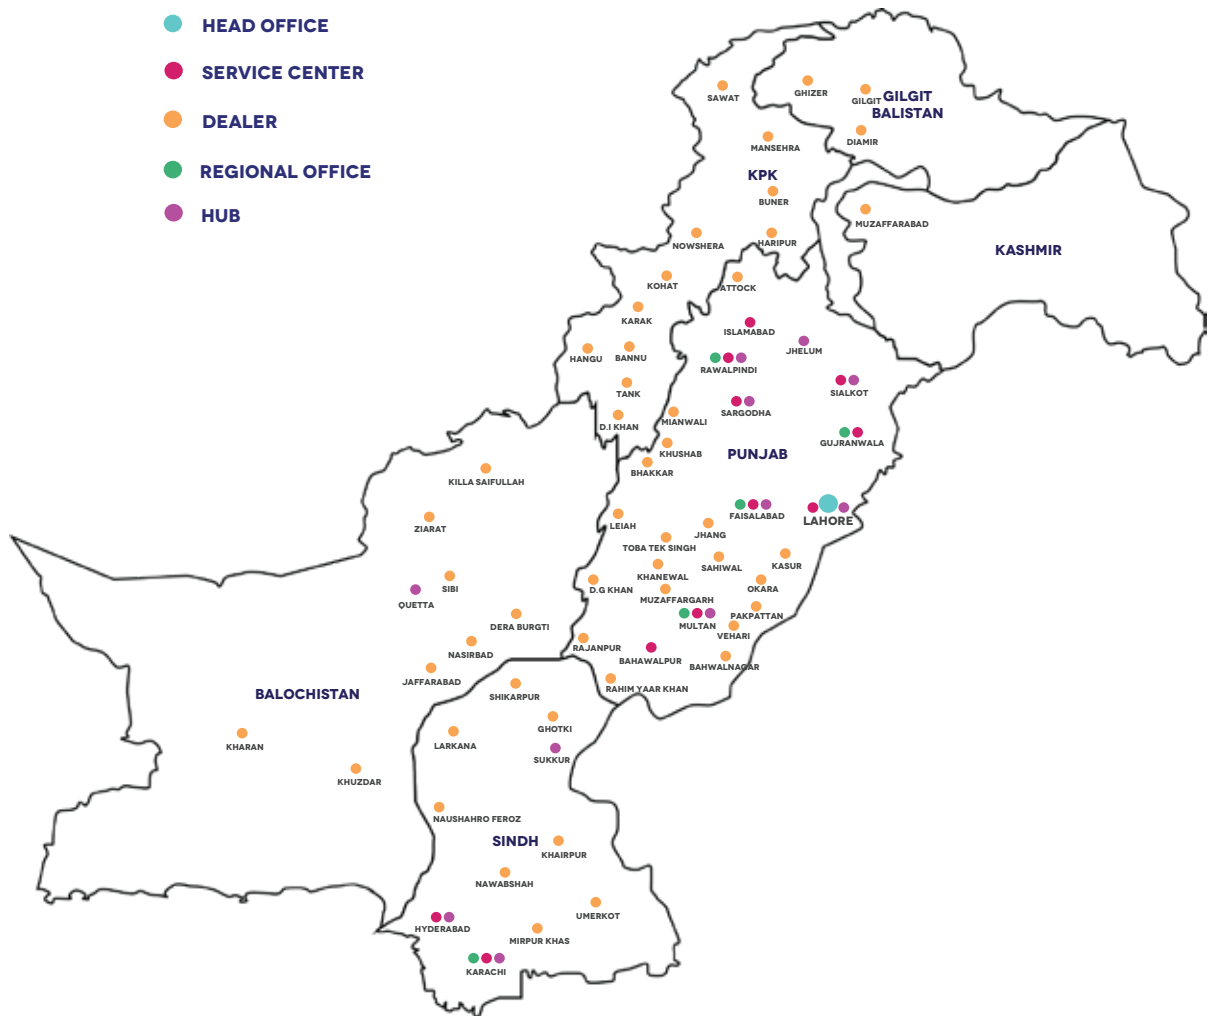 HEAD OFFICE
SERVICE CENTER
DEALER
REGIONAL OFFICE
HUB
SAWAT
GHIZER
GILGIT
GILGIT
BALISTAN
DIAMIR
MANSEHRA
KPK
BUNER
MUZAFFARABAD
NOWSHERA
HARIPUR
KASHMIR
KOHAT
ATTOCK
KARAK
ISLAMABAD
JHELUM
HANGU
BANNU
RAWALPINDI
TANK
SIALKOT
D.I KHAN
MIANWALI
SARGODHA
GUJRANWALA
KHUSHAB
PUNJAB
BHAKKAR
KILLA SAIFULLAH
ZIARAT
LEIAH
FAISALABAD
LAHORE
JHANG
TOBA TEK SINGH
KASUR
SAHIWAL
KHANEWAL
SIBI
D.G KHAN
OKARA
QUETTA
MUZAFFARGARH
PAKPATTAN
DERA BURGTI
MULTAN
VEHARI
NASIRBAD
RAJANPUR
BAHAWALPUR
BAHWALNAGAR
JAFFARABAD
RAHIM YAAR KHAN
BALOCHISTAN
SHIKARPUR
GHOTKI
KHARAN
LARKANA
SUKKUR
KHUZDAR
NAUSHAHRO FEROZ
SINDH
KHAIRPUR
NAWABSHAH
UMERKOT
HYDERABAD
MIRPUR KHAS
KARACHI